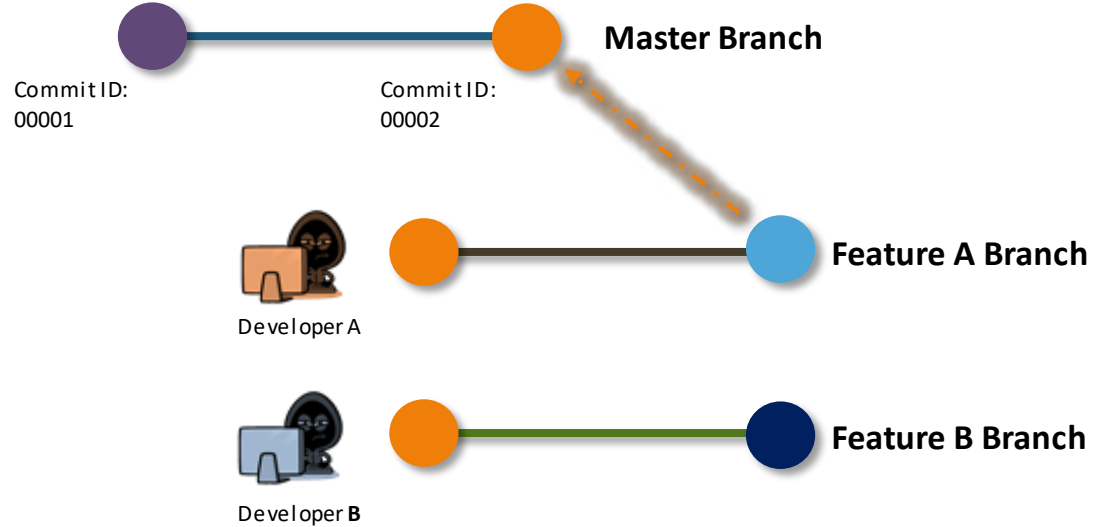 Master Branch
Commit ID:
00001
Commit ID:
00002
Feature A Branch
Developer A
Feature B Branch
Developer B